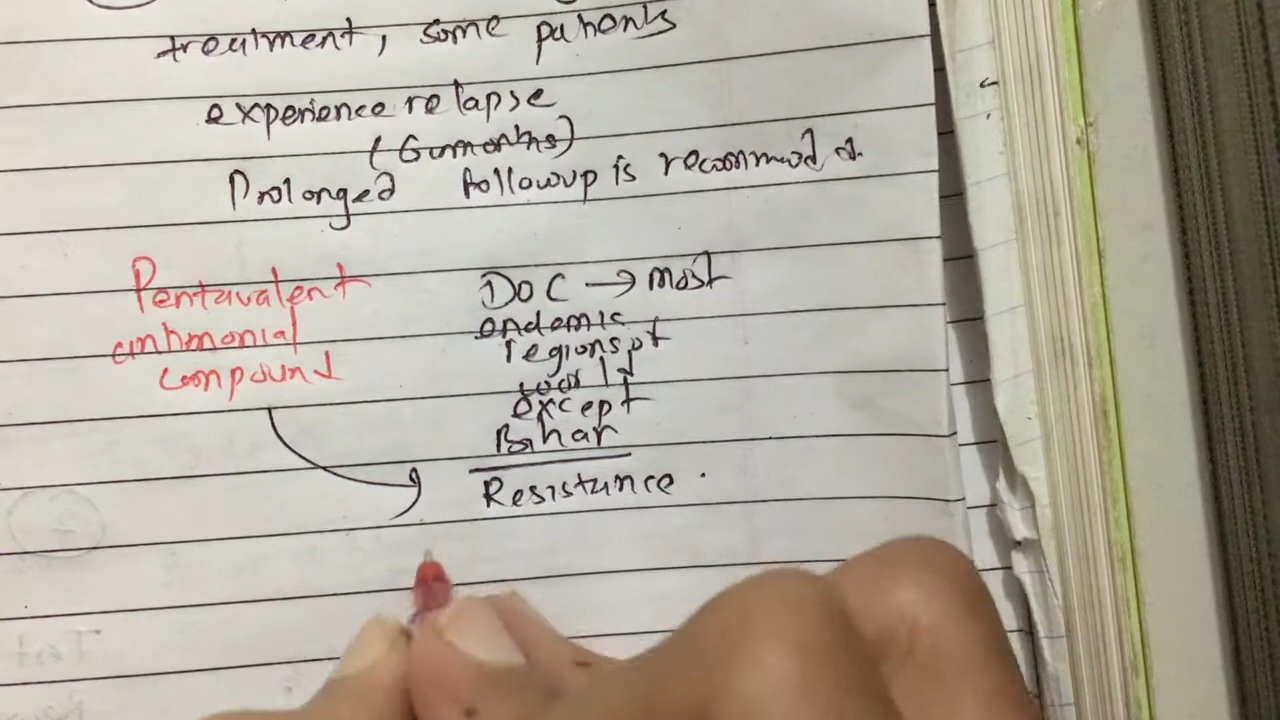 treatment, some patients
experience relapse
(6 months)
Prolonged followup is recommended.
Pentavalent
antimonial
compound
DOC → most
endemic
regions of
world
except
Bihar
Resistance.